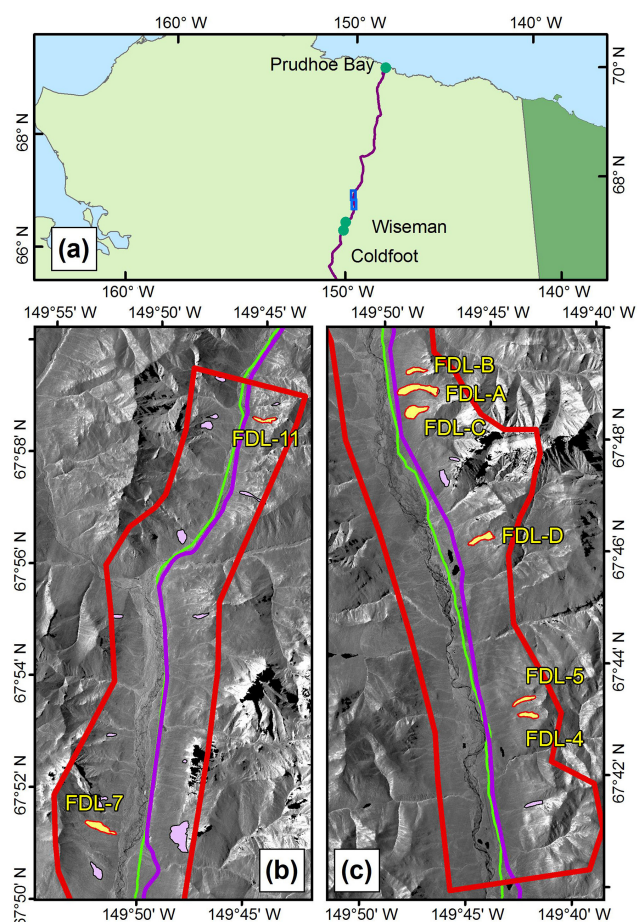 160° W
150° W
140° W
Prudhoe Bay
70° N
68° N
68° N
Wiseman
66° N
Coldfoot
(a)
160° W
150° W
140° W
149°55' W
149°50' W
149°45' W
149°50' W
149°45' W
149°40' W
FDL-B
FDL-A
FDL-C
FDL-11
67°58' N
67°48' N
FDL-D
67°56' N
67°46' N
67°54' N
67°44' N
FDL-5
FDL-4
67°52' N
67°42' N
FDL-7
(b)
(c)
67°50' N
149°50' W
149°45' W
149°50' W
149°45' W
149°40' W